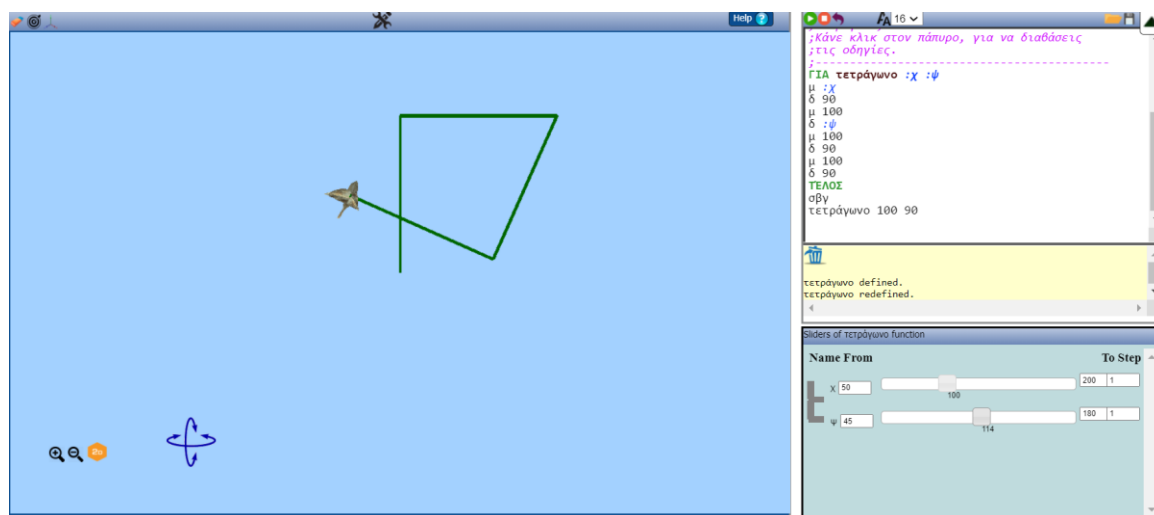 Help ?
16
;Κάνε κλικ στον πάπυρο, για να διαβάσεις
;τις οδηγίες.
;-----------------------------------------
ΓΙΑ τετράγωνο :χ :ψ
μ :χ
δ 90
μ 100
δ :ψ
μ 100
δ 90
μ 100
δ 90
ΤΕΛΟΣ
σβγ
τετράγωνο 100 90
τετράγωνο defined.
τετράγωνο redefined.
Sliders of τετράγωνο function
Name From To Step
χ 50 100 200 1
ψ 45 114 180 1